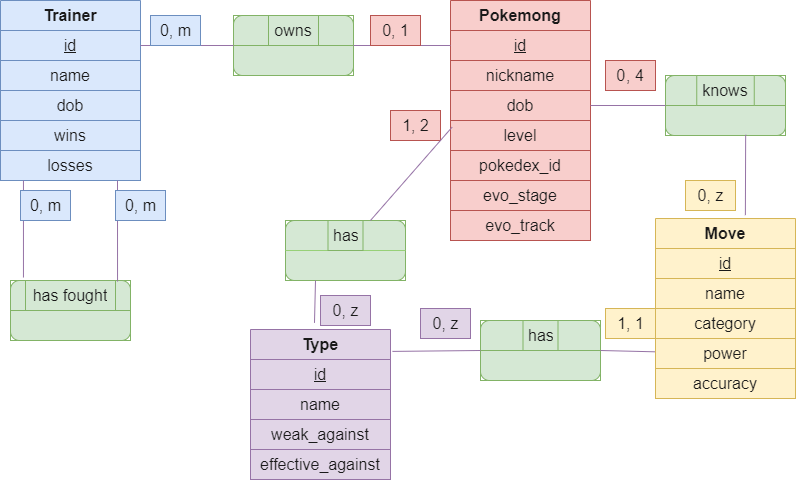 Trainer
id
name
dob
wins
losses
0, m
owns
0, 1
Pokemong
id
nickname
dob
level
pokedex_id
evo_stage
evo_track
0, 4
knows
1, 2
0, m
0, m
has fought
has
0, z
0, z
Move
id
name
category
power
accuracy
1, 1
has
0, z
Type
id
name
weak_against
effective_against